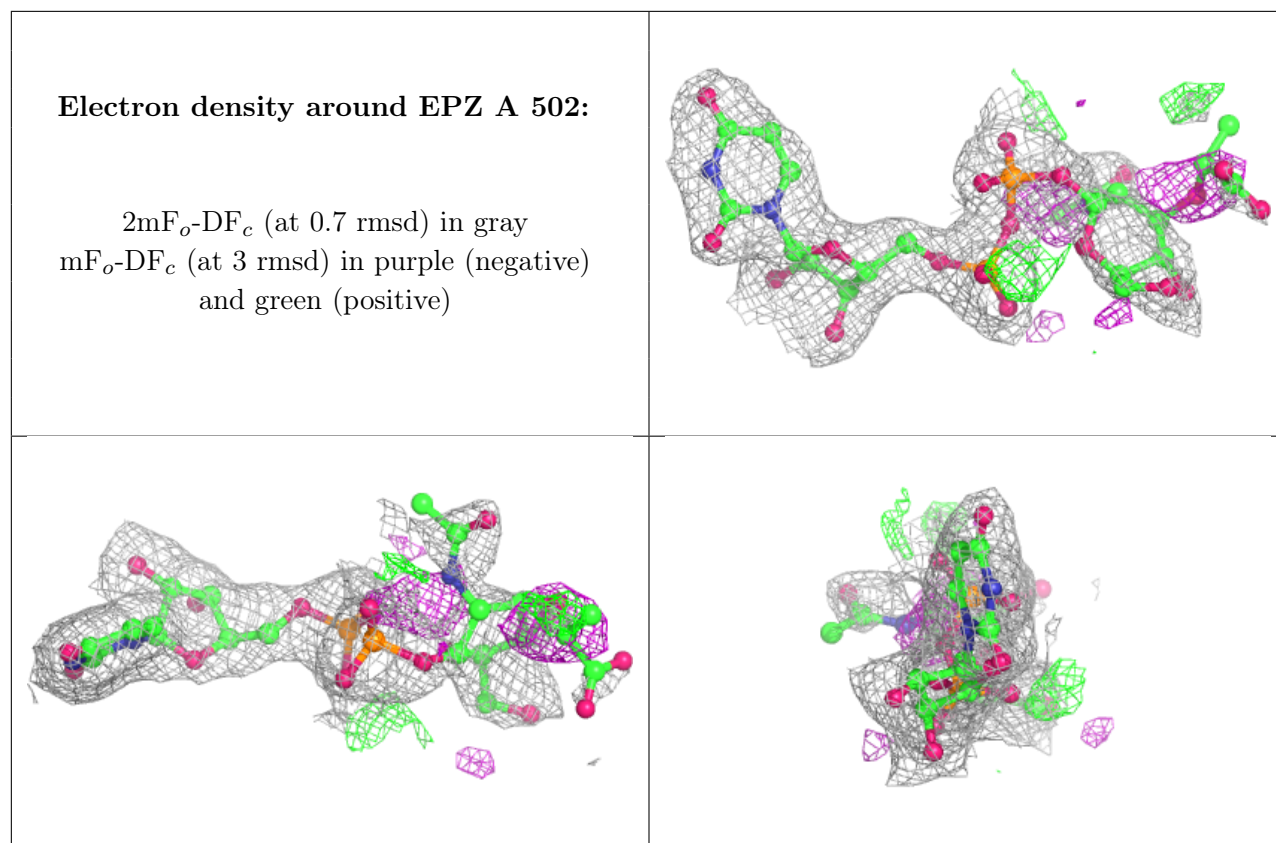 Electron density around EPZ A 502:
2mFo-DFc (at 0.7 rmsd) in gray
mFo-DFc (at 3 rmsd) in purple (negative)
and green (positive)